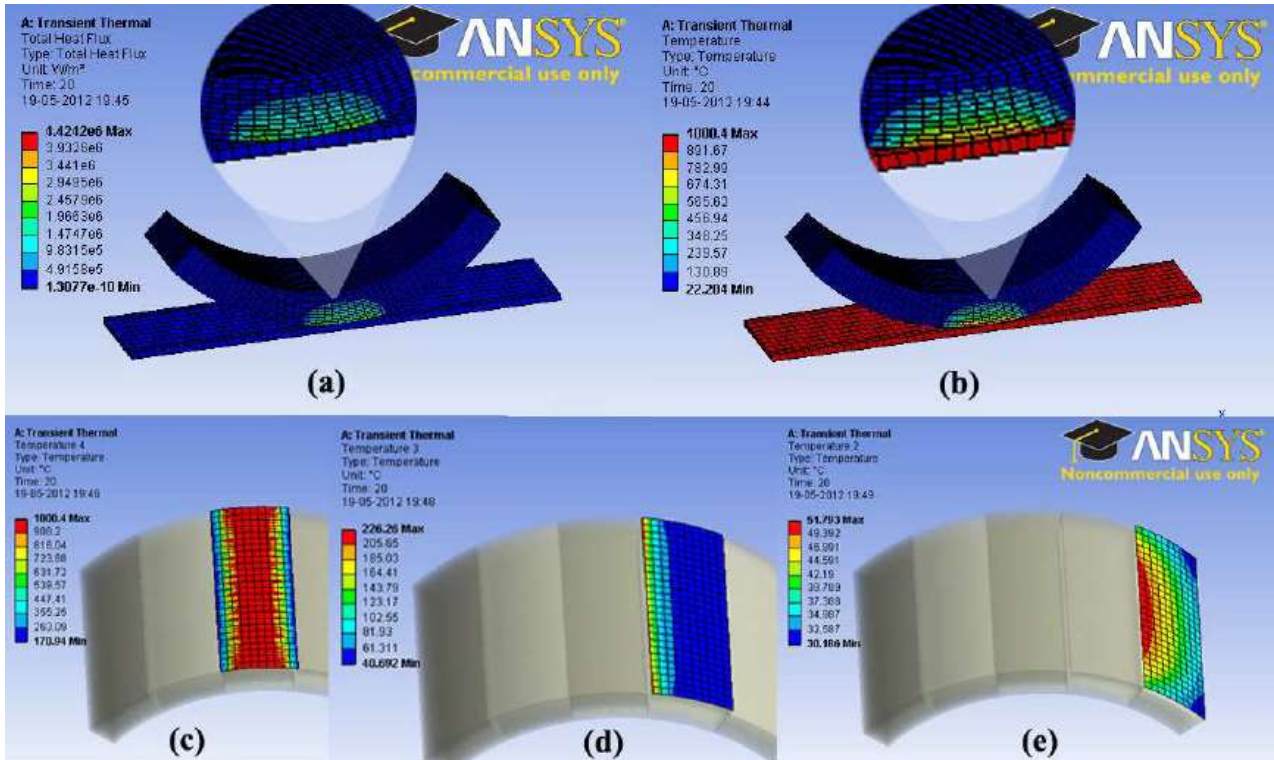 A: Transient Thermal
Total Heat Flux
Type: Total Heat Flux
Unit: W/m²
Time: 20
19-05-2012 19:45
4.4242e6 Max
3.9326e6
3.441e6
2.9495e6
2.4579e6
1.9663e6
1.4747e6
9.8315e5
4.9158e5
1.3077e-10 Min
ANSYS
commercial use only
(a)
A: Transient Thermal
Temperature
Type: Temperature
Unit: °C
Time: 20
19-05-2012 19:44
1000.4 Max
891.67
782.99
674.31
565.62
456.94
348.25
239.57
130.89
22.204 Min
ANSYS
commercial use only
(b)
A: Transient Thermal
Temperature 4
Type: Temperature
Unit: °C
Time: 20
19-05-2012 19:48
1000.4 Max
908.2
816.04
723.88
631.72
539.57
447.41
355.25
263.09
170.94 Min
(c)
A: Transient Thermal
Temperature 3
Type: Temperature
Unit: °C
Time: 20
19-05-2012 19:48
226.26 Max
205.65
185.03
164.41
143.79
123.17
102.55
81.93
61.311
40.692 Min
(d)
x
A: Transient Thermal
Temperature 2
Type: Temperature
Unit: °C
Time: 20
19-05-2012 19:49
51.793 Max
49.392
46.991
44.591
42.19
39.789
37.388
34.987
32.587
30.186 Min
ANSYS
Noncommercial use only
(e)